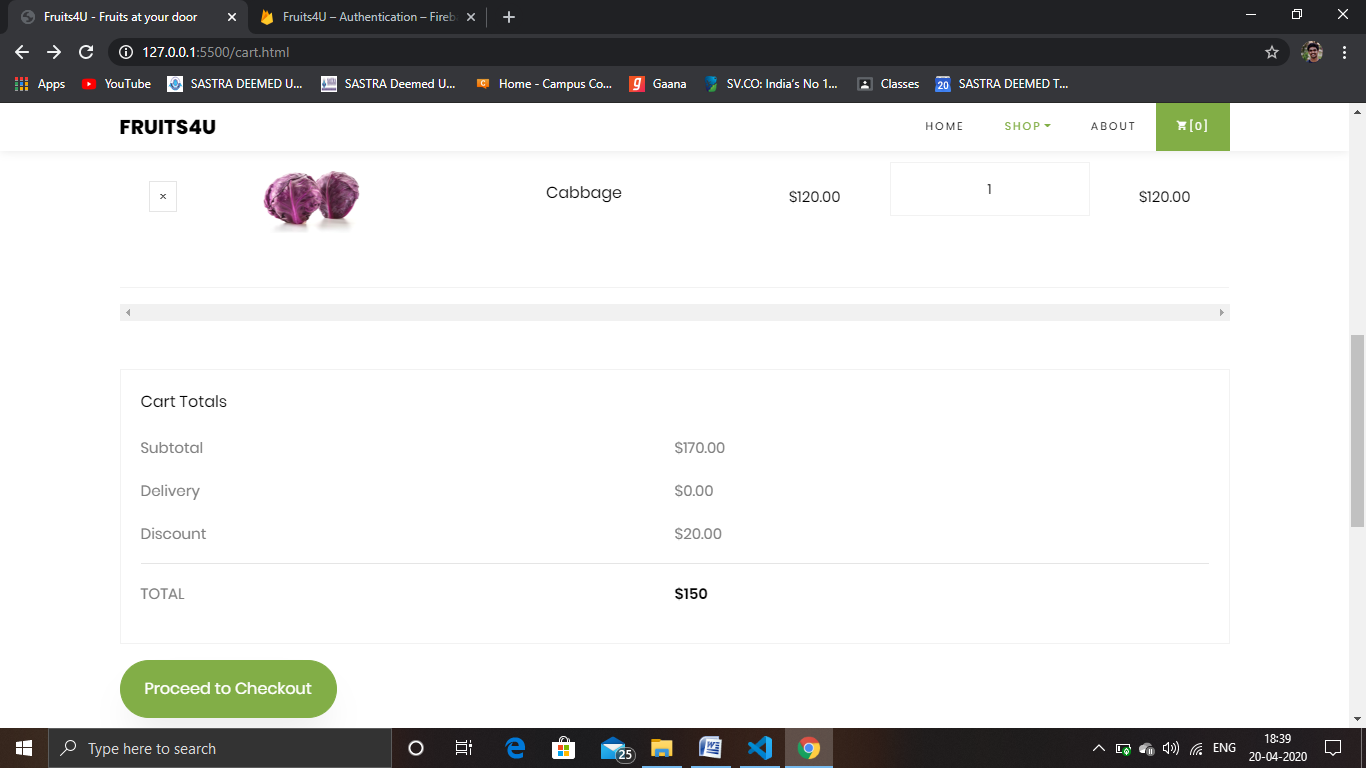 Fruits4U - Fruits at your door
Fruits4U – Authentication – Fireb
127.0.0.1:5500/cart.html
Apps YouTube SASTRA DEEMED U... SASTRA Deemed U... Home - Campus Co... Gaana SV.CO: India's No 1... Classes 20 SASTRA DEEMED T...
FRUITS4U HOME SHOP ABOUT [0]
× Cabbage $120.00 1 $120.00
Cart Totals
Subtotal $170.00
Delivery $0.00
Discount $20.00
TOTAL $150
Proceed to Checkout
Type here to search 25 ENG 18:39
20-04-2020